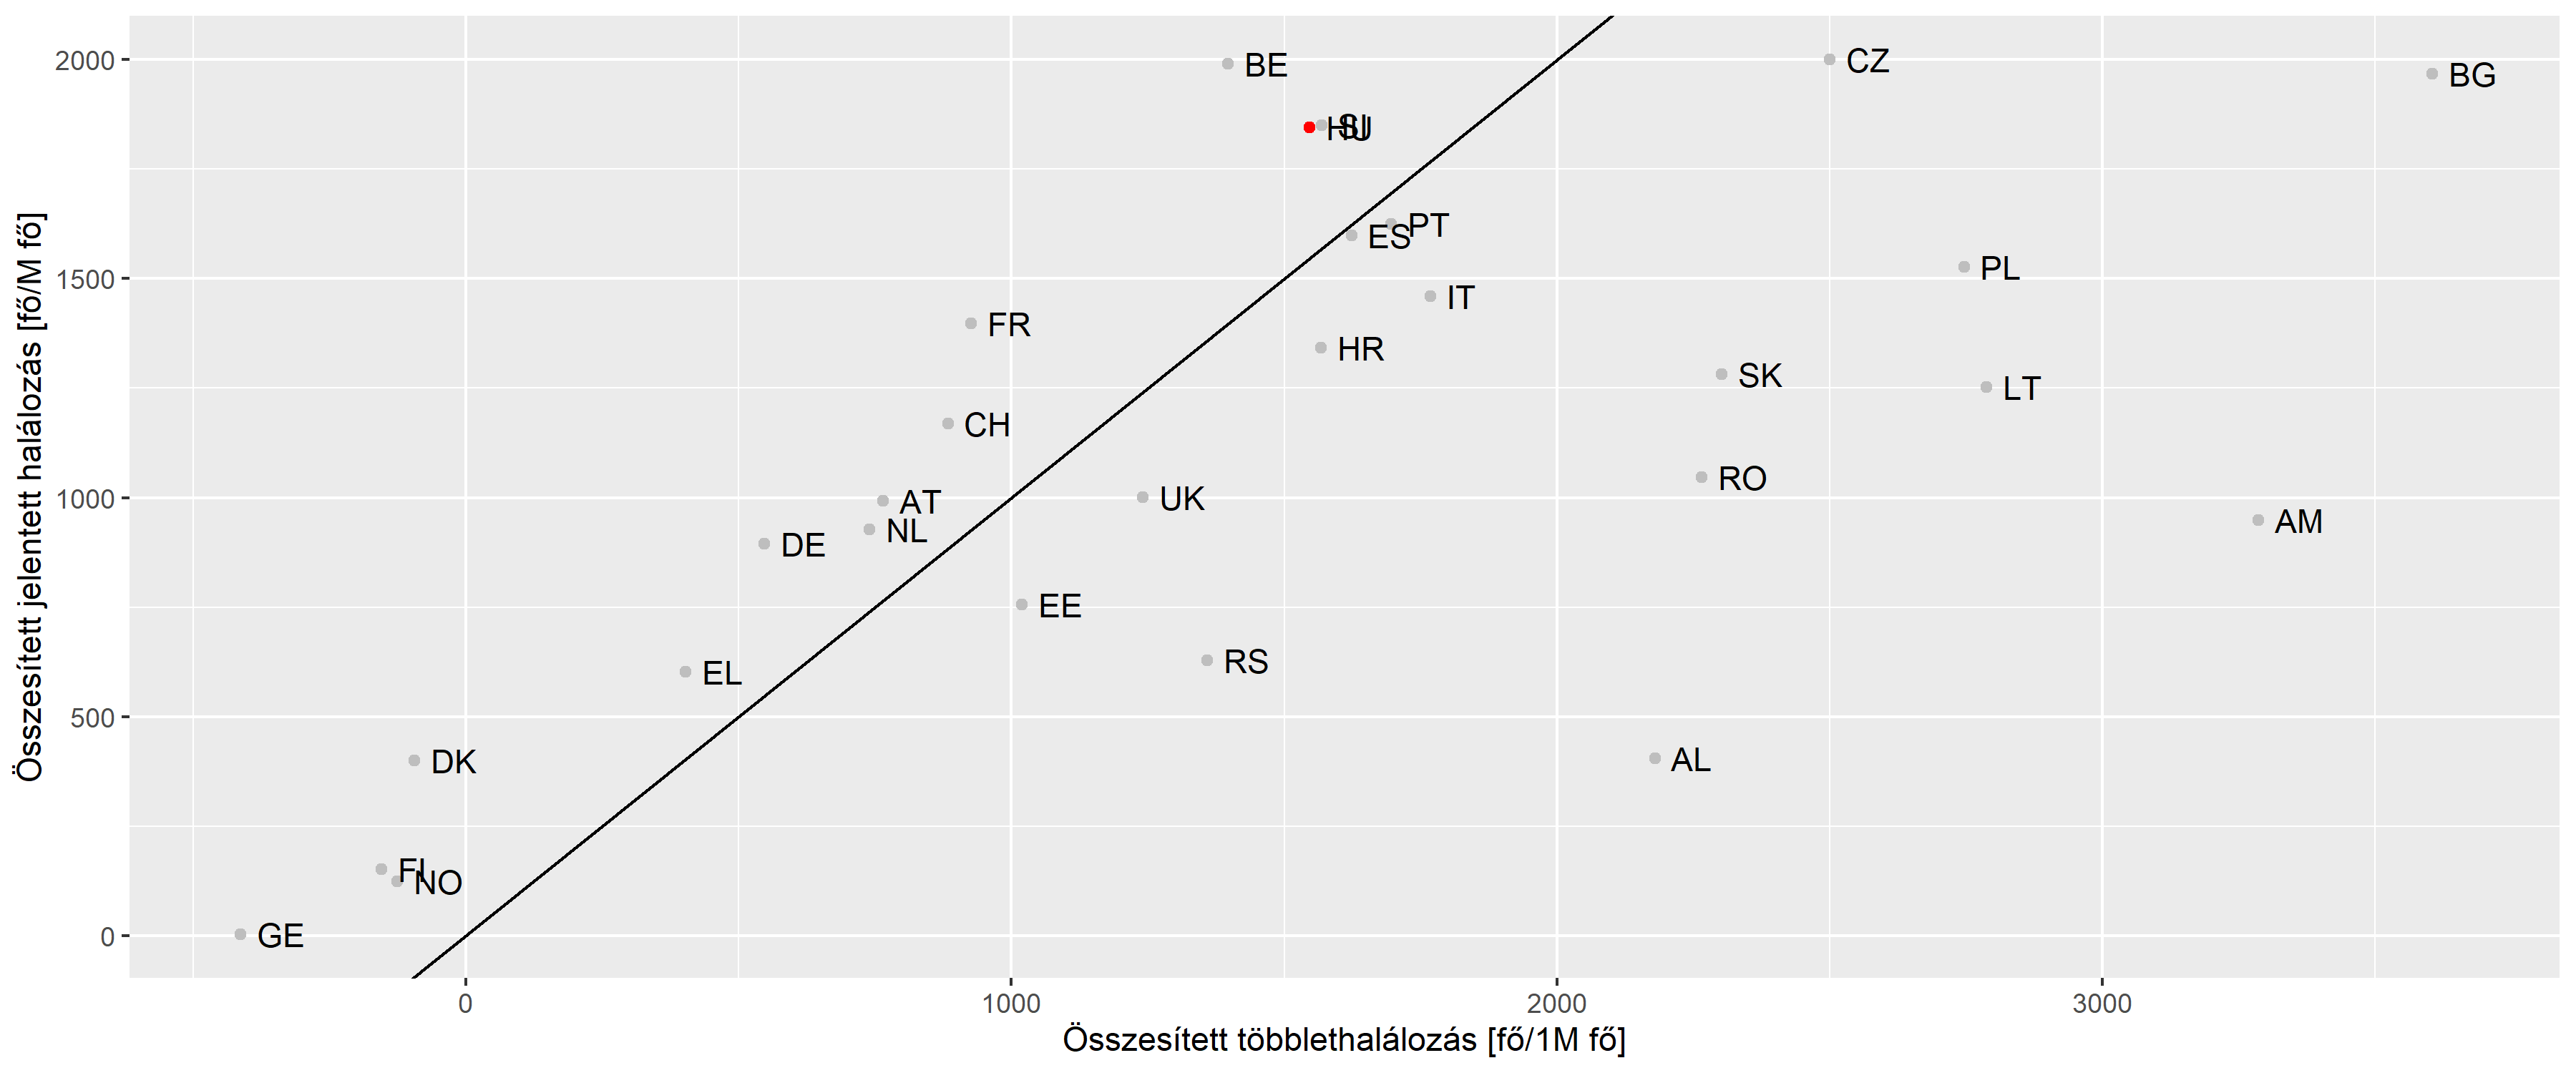 Összesített jelentett halálozás [fő/M fő]
2000
1500
1000
500
0
BE
CZ
BG
HU
SI
PT
ES
PL
IT
FR
HR
SK
LT
CH
RO
AT
UK
AM
NL
DE
EE
RS
EL
DK
AL
FI
NO
GE
0 1000 2000 3000
Összesített többlethalálozás [fő/1M fő]